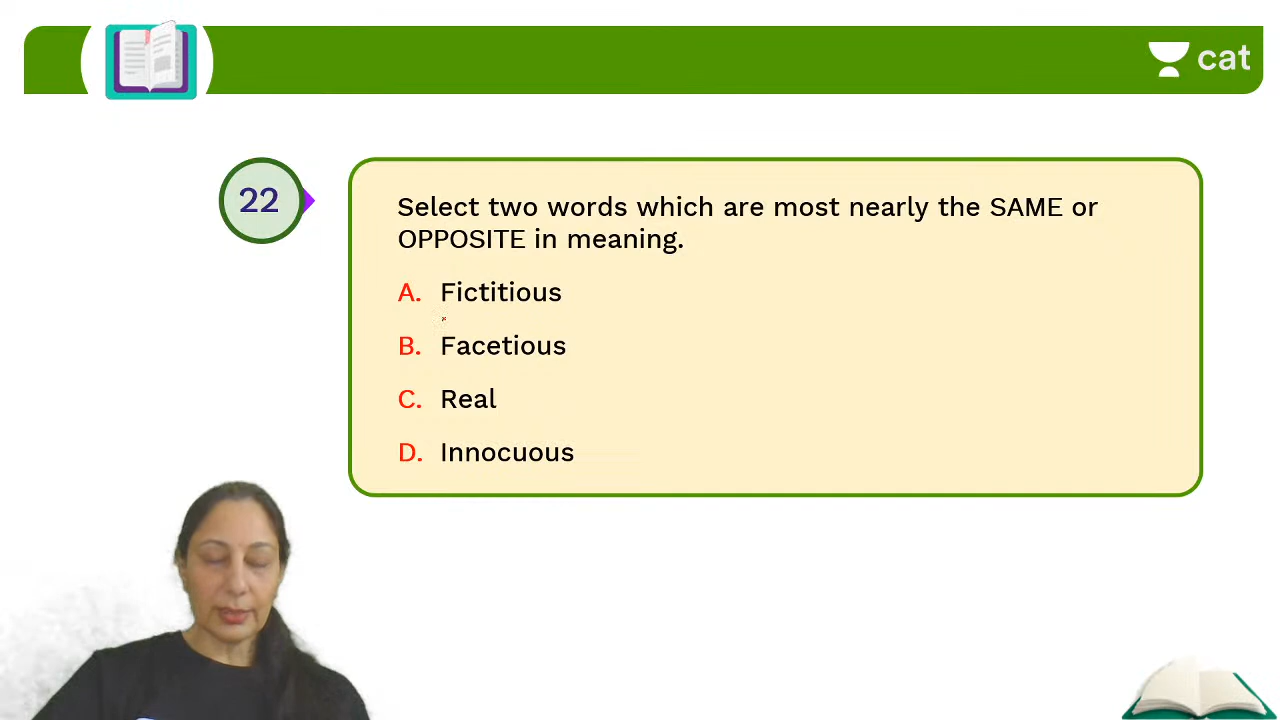 cat
22
Select two words which are most nearly the SAME or
OPPOSITE in meaning.
A. Fictitious
B. Facetious
C. Real
D. Innocuous